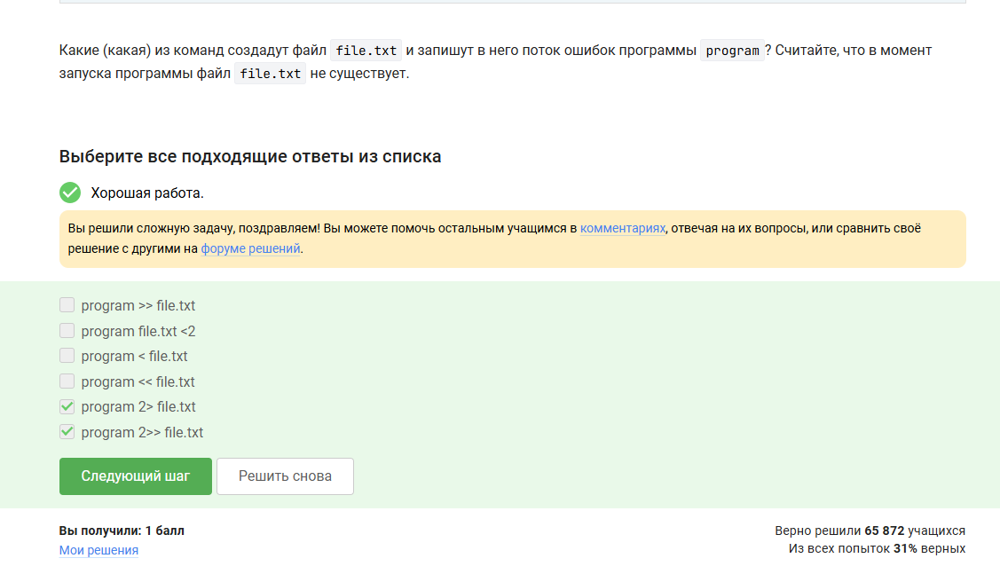 Какие (какая) из команд создадут файл file.txt и запишут в него поток ошибок программы program? Считайте, что в момент
запуска программы файл file.txt не существует.
Выберите все подходящие ответы из списка
Хорошая работа.
Вы решили сложную задачу, поздравляем! Вы можете помочь остальным учащимся в комментариях, отвечая на их вопросы, или сравнить своё
решение с другими на форуме решений.
program >> file.txt
program file.txt <2
program < file.txt
program << file.txt
program 2> file.txt
program 2>> file.txt
Следующий шаг Решить снова
Вы получили: 1 балл
Мои решения
Верно решили 65 872 учащихся
Из всех попыток 31% верных